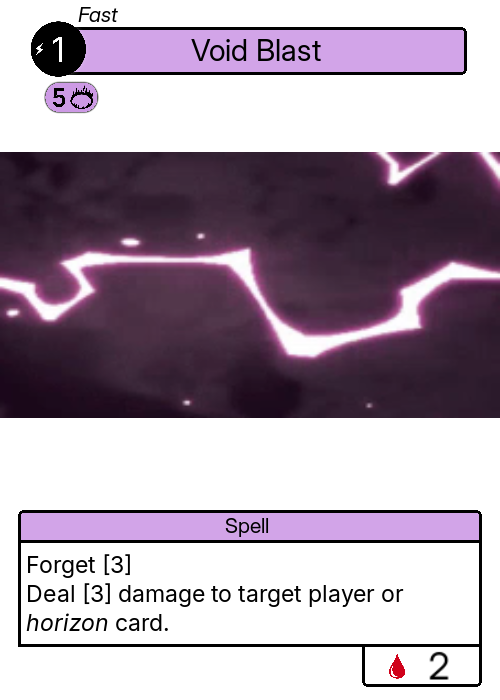 Fast
1 Void Blast
5
Spell
Forget [3]
Deal [3] damage to target player or
horizon card.
2